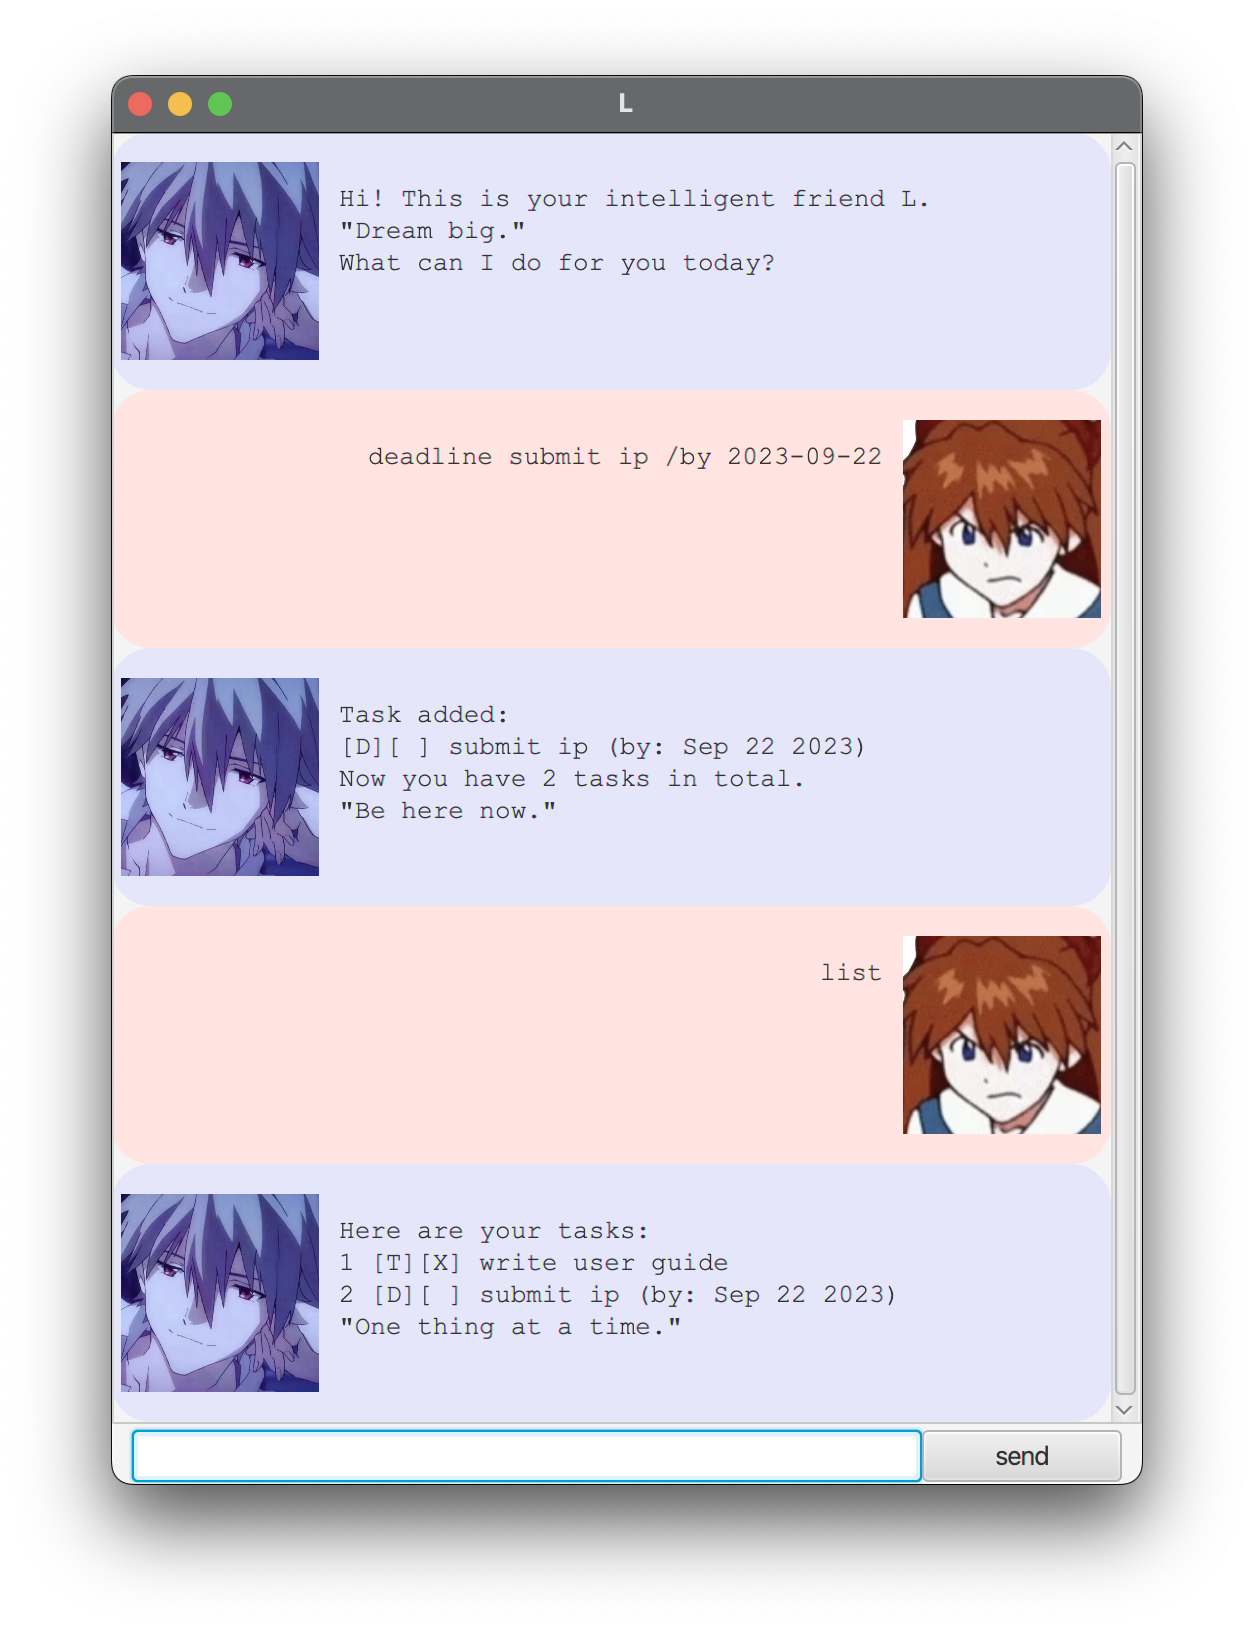 L
Hi! This is your intelligent friend L.
"Dream big."
What can I do for you today?
deadline submit ip /by 2023-09-22
Task added:
[D][ ] submit ip (by: Sep 22 2023)
Now you have 2 tasks in total.
"Be here now."
list
Here are your tasks:
1 [T][X] write user guide
2 [D][ ] submit ip (by: Sep 22 2023)
"One thing at a time."
send